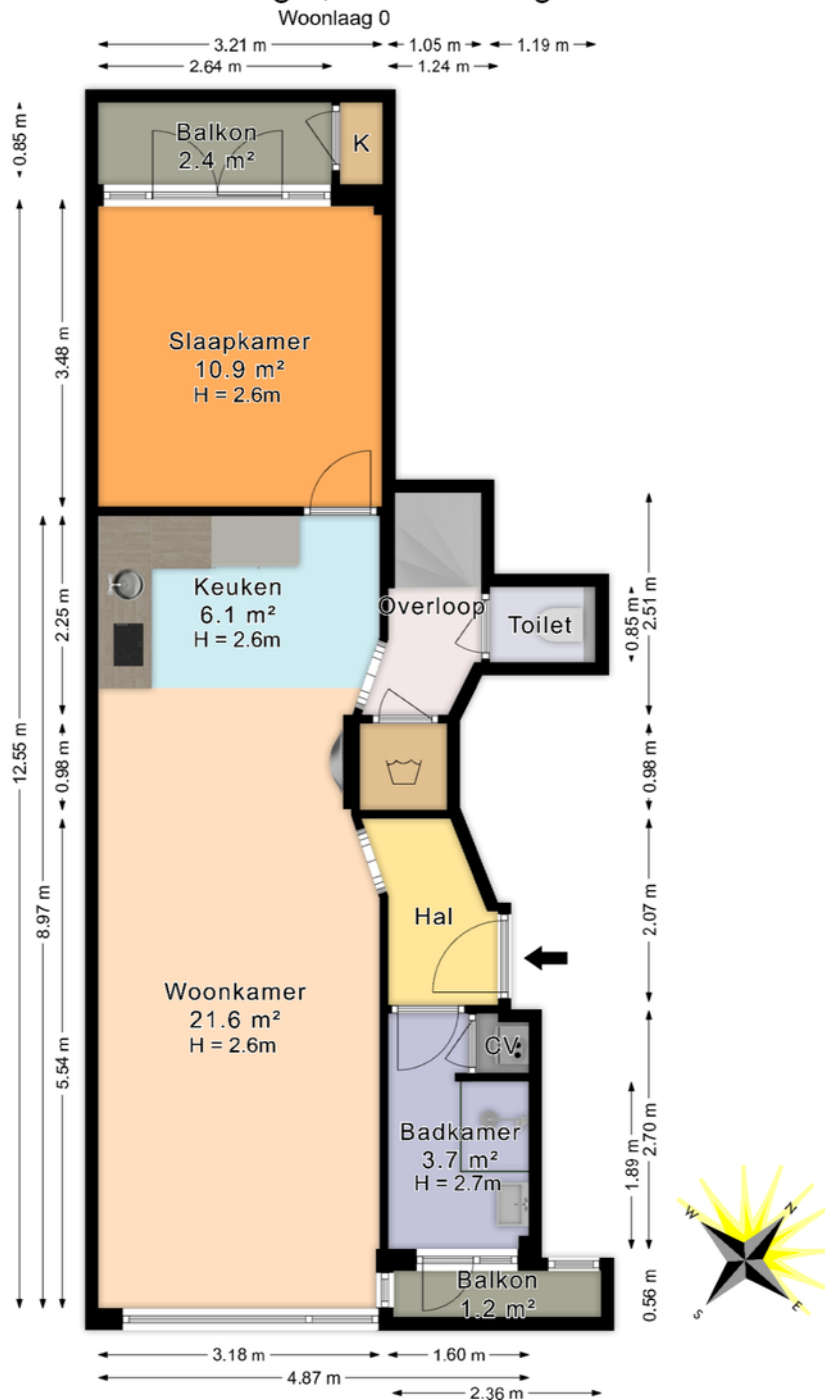 Woonlaag 0
3.21 m
1.05 m
1.19 m
2.64 m
1.24 m
0.85 m
Balkon
2.4 m²
K
3.48 m
Slaapkamer
10.9 m²
H = 2.6m
12.55 m
2.25 m
Keuken
6.1 m²
H = 2.6m
Overloop
Toilet
0.85 m
2.51 m
0.98 m
0.98 m
8.97 m
Hal
2.07 m
Woonkamer
21.6 m²
H = 2.6m
5.54 m
CV
Badkamer
3.7 m²
H = 2.7m
1.89 m
2.70 m
W
N
S
E
Balkon
1.2 m²
0.56 m
3.18 m
1.60 m
4.87 m
2.36 m